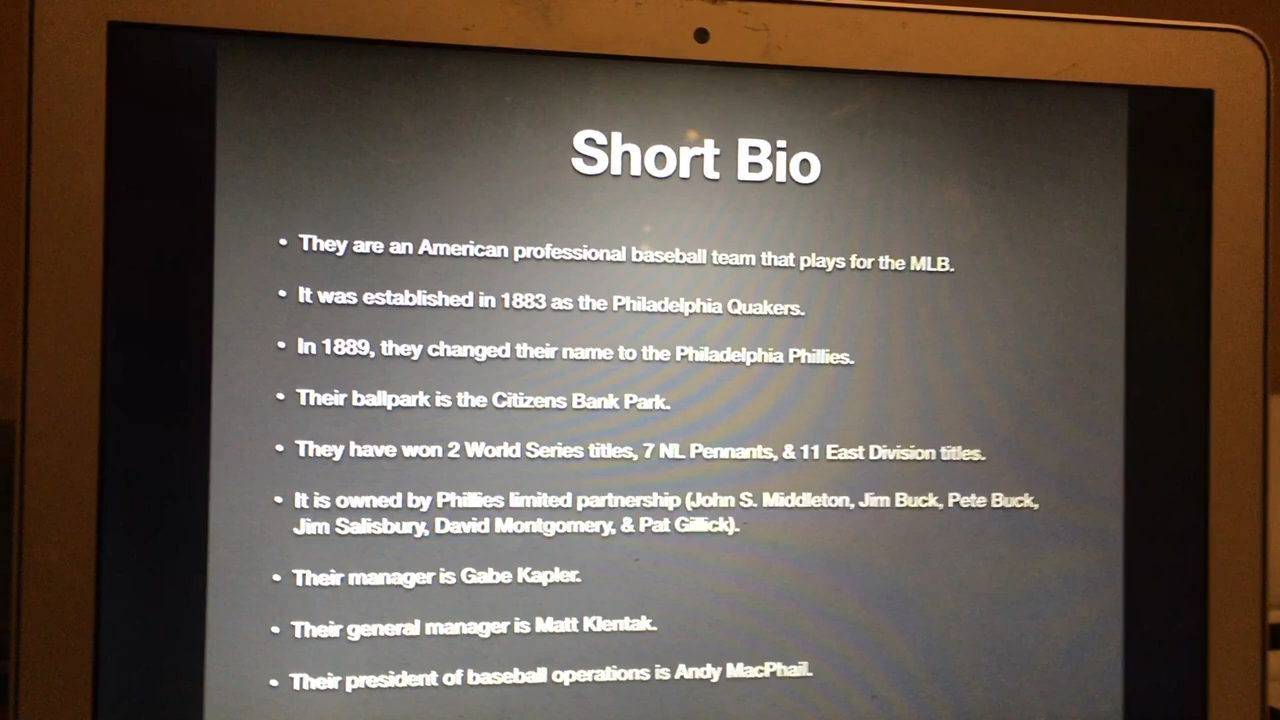 Short Bio
• They are an American professional baseball team that plays for the MLB.
• It was established in 1883 as the Philadelphia Quakers.
• In 1889, they changed their name to the Philadelphia Phillies.
• Their ballpark is the Citizens Bank Park.
• They have won 2 World Series titles, 7 NL Pennants, & 11 East Division titles.
• It is owned by Phillies limited partnership (John S. Middleton, Jim Buck, Pete Buck,
Jim Salisbury, David Montgomery, & Pat Gillick).
• Their manager is Gabe Kapler.
• Their general manager is Matt Klentak.
• Their president of baseball operations is Andy MacPhail.